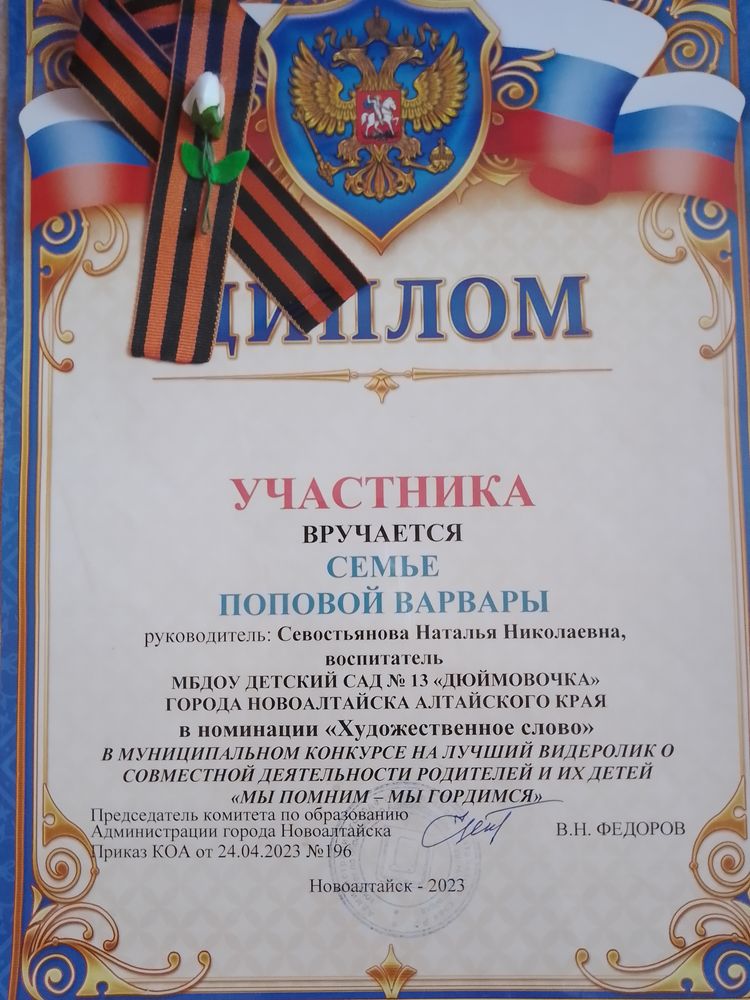 ДИПЛОМ
УЧАСТНИКА
ВРУЧАЕТСЯ
СЕМЬЕ
ПОПОВОЙ ВАРВАРЫ
руководитель: Севостьянова Наталья Николаевна,
воспитатель
МБДОУ ДЕТСКИЙ САД № 13 «ДЮЙМОВОЧКА»
ГОРОДА НОВОАЛТАЙСКА АЛТАЙСКОГО КРАЯ
в номинации «Художественное слово»
В МУНИЦИПАЛЬНОМ КОНКУРСЕ НА ЛУЧШИЙ ВИДЕРОЛИК О
СОВМЕСТНОЙ ДЕЯТЕЛЬНОСТИ РОДИТЕЛЕЙ И ИХ ДЕТЕЙ
«МЫ ПОМНИМ – МЫ ГОРДИМСЯ»
Председатель комитета по образованию
Администрации города Новоалтайска В.Н. ФЕДОРОВ
Приказ КОА от 24.04.2023 №196
Новоалтайск - 2023